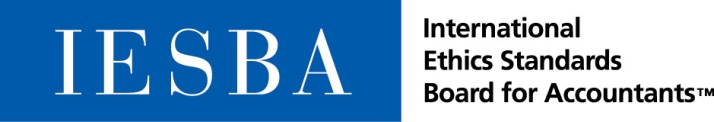 IESBA
International
Ethics Standards
Board for Accountants™